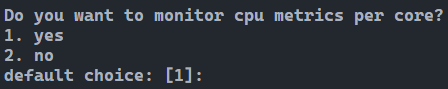 Do you want to monitor cpu metrics per core?
1. yes
2. no
default choice: [1]: